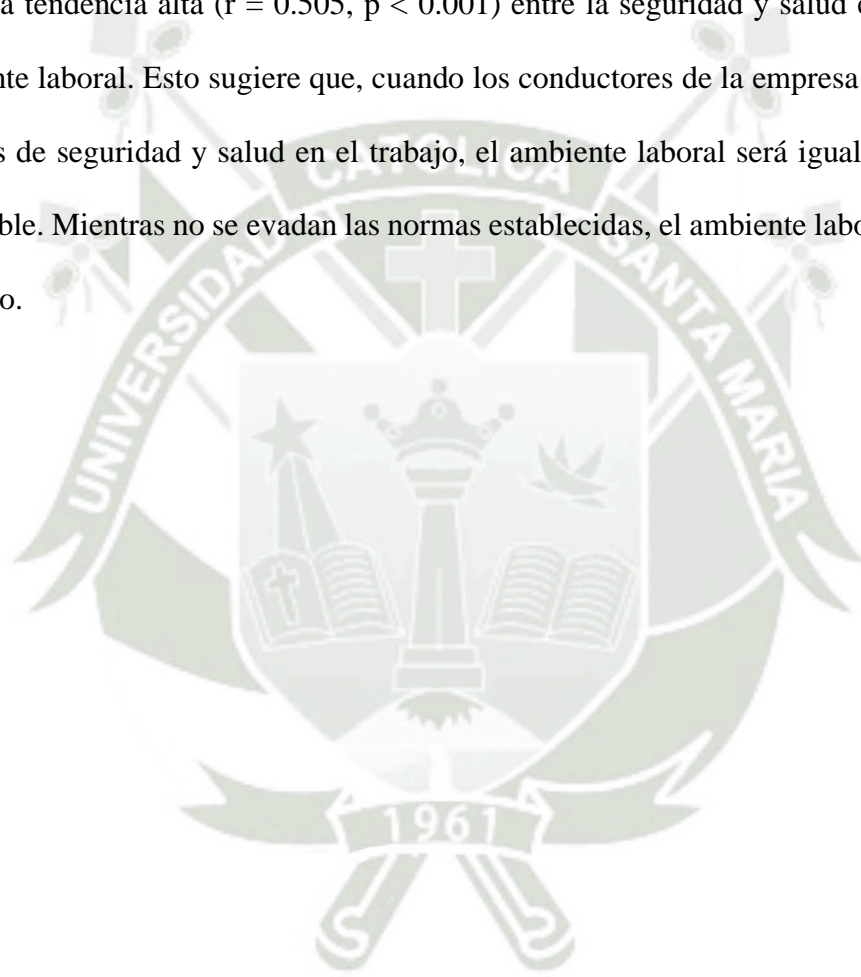 a tendencia alta (r = 0.505, p < 0.001) entre la seguridad y salud e
nte laboral. Esto sugiere que, cuando los conductores de la empresa
s de seguridad y salud en el trabajo, el ambiente laboral será igual
ble. Mientras no se evadan las normas establecidas, el ambiente labo
o.
UNIVERSIDAD CATOLICA SANTA MARIA
1961